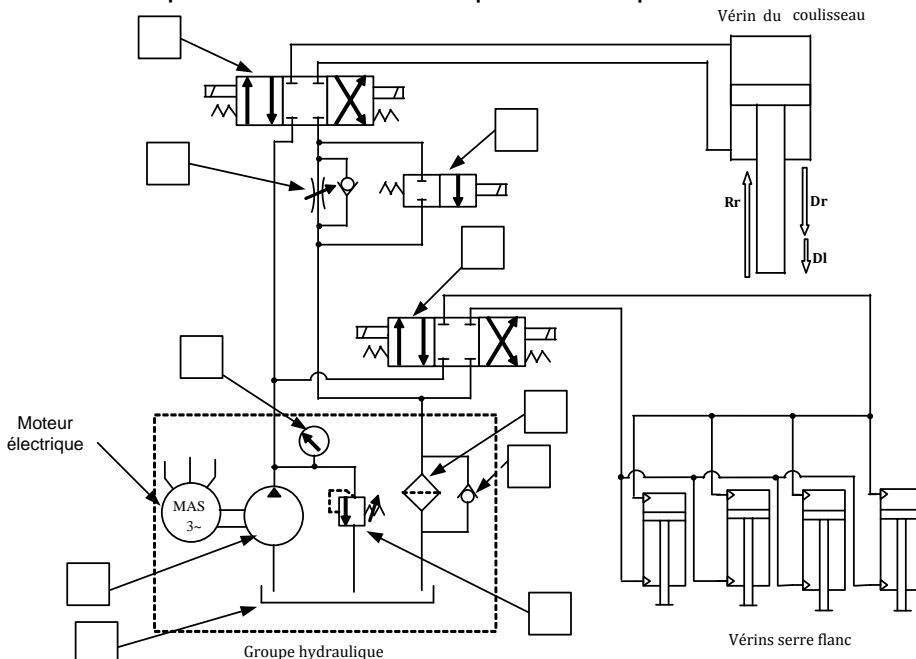 Vérin du coulisseau
Rr
Dr
Dl
Moteur
électrique
MAS
3~
Groupe hydraulique
Vérins serre flanc